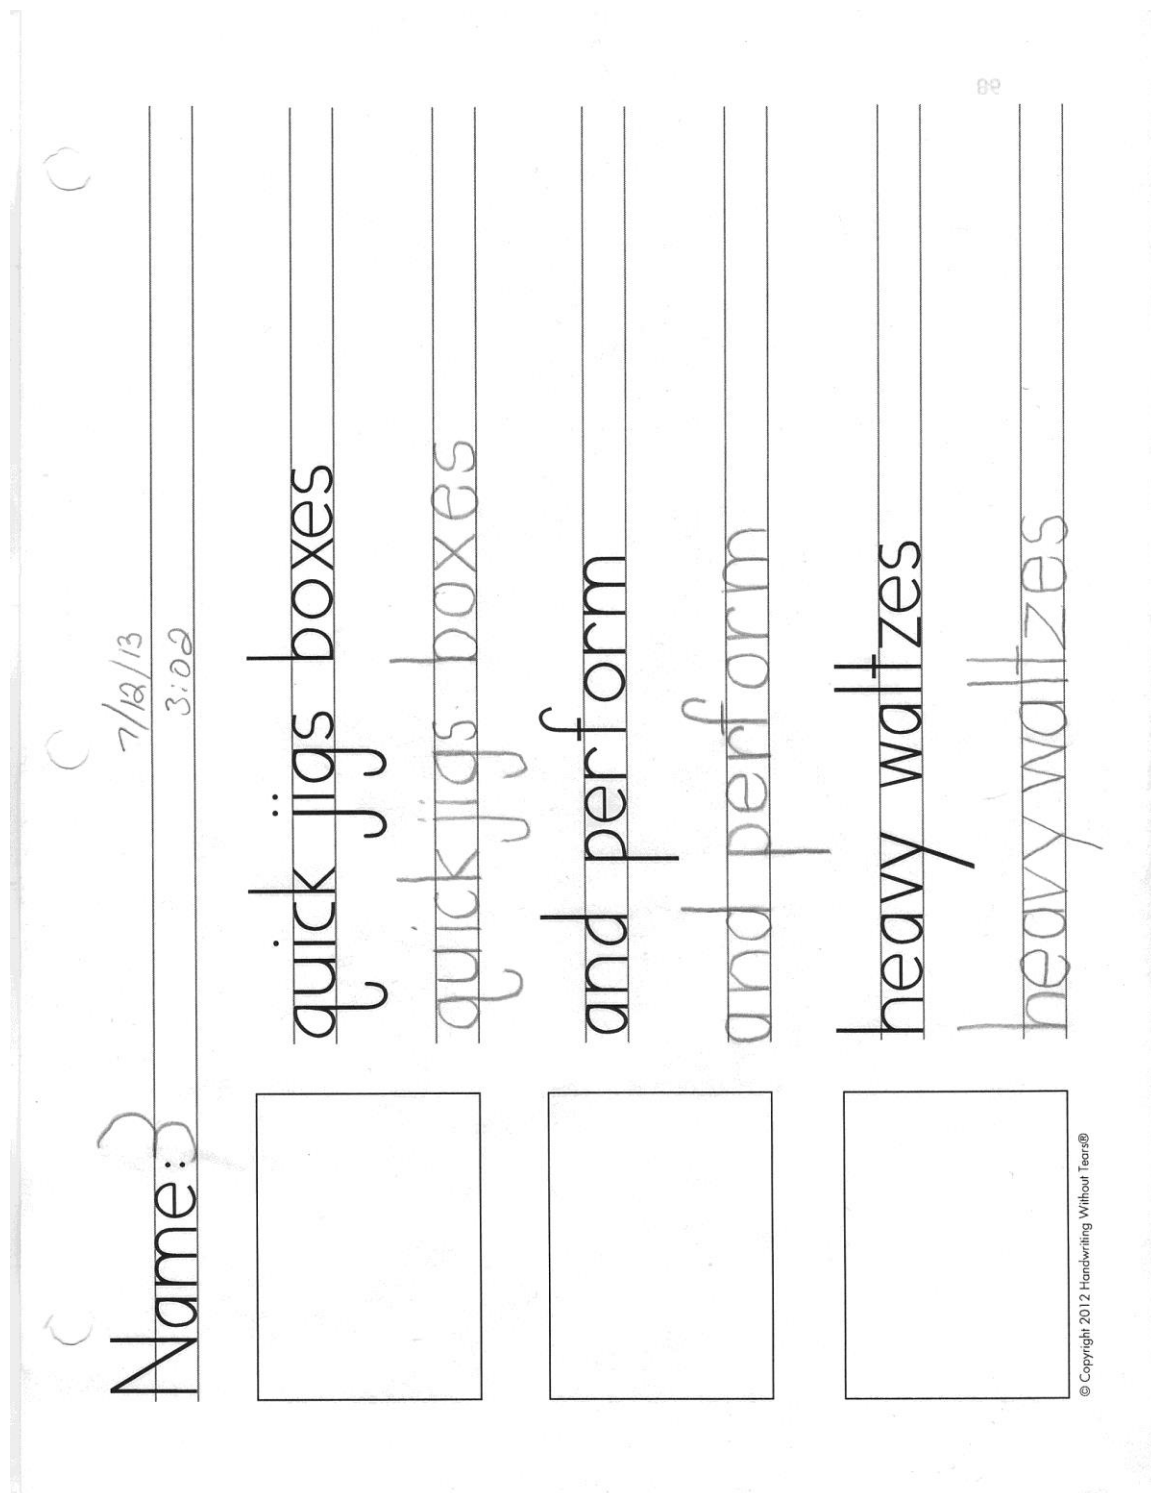 7/12/13
Name:
3:02
quick jigs boxes
quick jigs boxes
and perform
and perform
heavy waltzes
heavy waltzes
© Copyright 2012 Handwriting Without Tears®
98